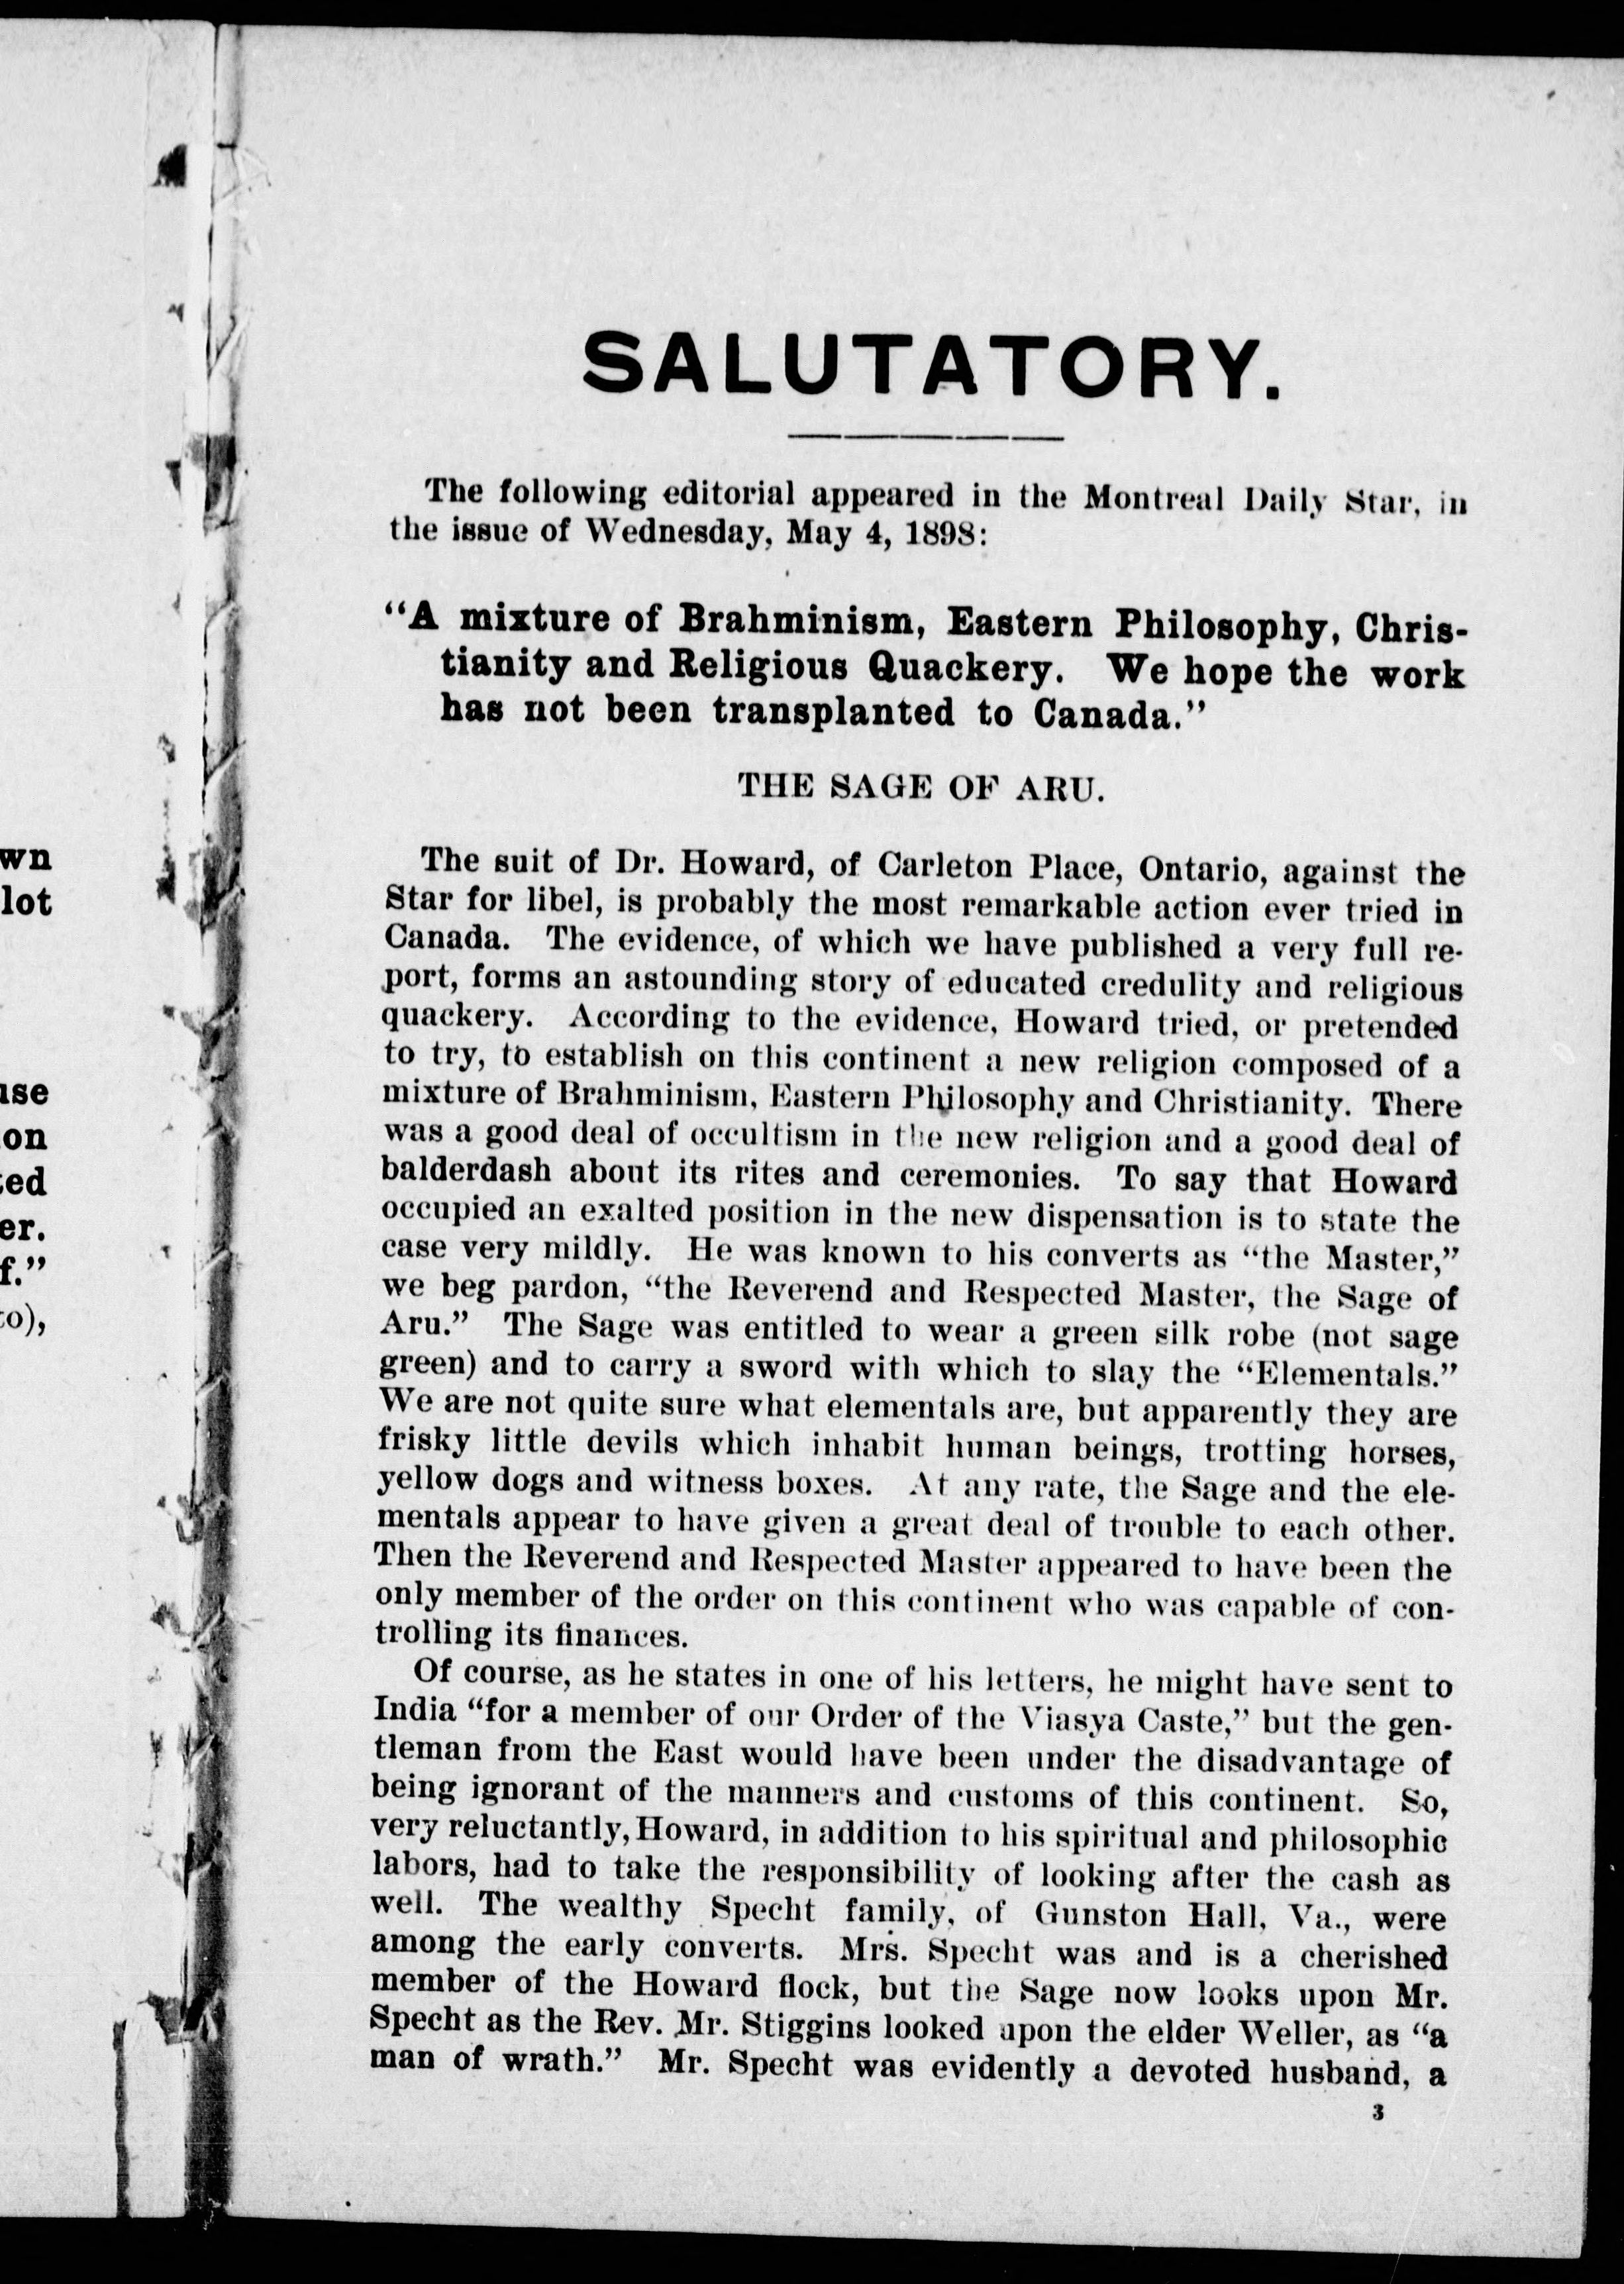 wn
lot
use
on
ted
er.
f."
to),
SALUTATORY.
The following editorial appeared in the Montreal Daily Star, in
the issue of Wednesday, May 4, 1898:
"A mixture of Brahminism, Eastern Philosophy, Chris-
tianity and Religious Quackery. We hope the work
has not been transplanted to Canada."
THE SAGE OF ARU.
The suit of Dr. Howard, of Carleton Place, Ontario, against the
Star for libel, is probably the most remarkable action ever tried in
Canada. The evidence, of which we have published a very full re-
port, forms an astounding story of educated credulity and religious
quackery. According to the evidence, Howard tried, or pretended
to try, to establish on this continent a new religion composed of a
mixture of Brahminism, Eastern Philosophy and Christianity. There
was a good deal of occultism in the new religion and a good deal of
balderdash about its rites and ceremonies. To say that Howard
occupied an exalted position in the new dispensation is to state the
case very mildly. He was known to his converts as "the Master,"
we beg pardon, "the Reverend and Respected Master, the Sage of
Aru." The Sage was entitled to wear a green silk robe (not sage
green) and to carry a sword with which to slay the "Elementals."
We are not quite sure what elementals are, but apparently they are
frisky little devils which inhabit human beings, trotting horses,
yellow dogs and witness boxes. At any rate, the Sage and the ele-
mentals appear to have given a great deal of trouble to each other.
Then the Reverend and Respected Master appeared to have been the
only member of the order on this continent who was capable of con-
trolling its finances.
Of course, as he states in one of his letters, he might have sent to
India "for a member of our Order of the Viasya Caste," but the gen-
tleman from the East would have been under the disadvantage of
being ignorant of the manners and customs of this continent. So,
very reluctantly, Howard, in addition to his spiritual and philosophic
labors, had to take the responsibility of looking after the cash as
well. The wealthy Specht family, of Gunston Hall, Va., were
among the early converts. Mrs. Specht was and is a cherished
member of the Howard flock, but the Sage now looks upon Mr.
Specht as the Rev. Mr. Stiggins looked upon the elder Weller, as "a
man of wrath." Mr. Specht was evidently a devoted husband, a
3